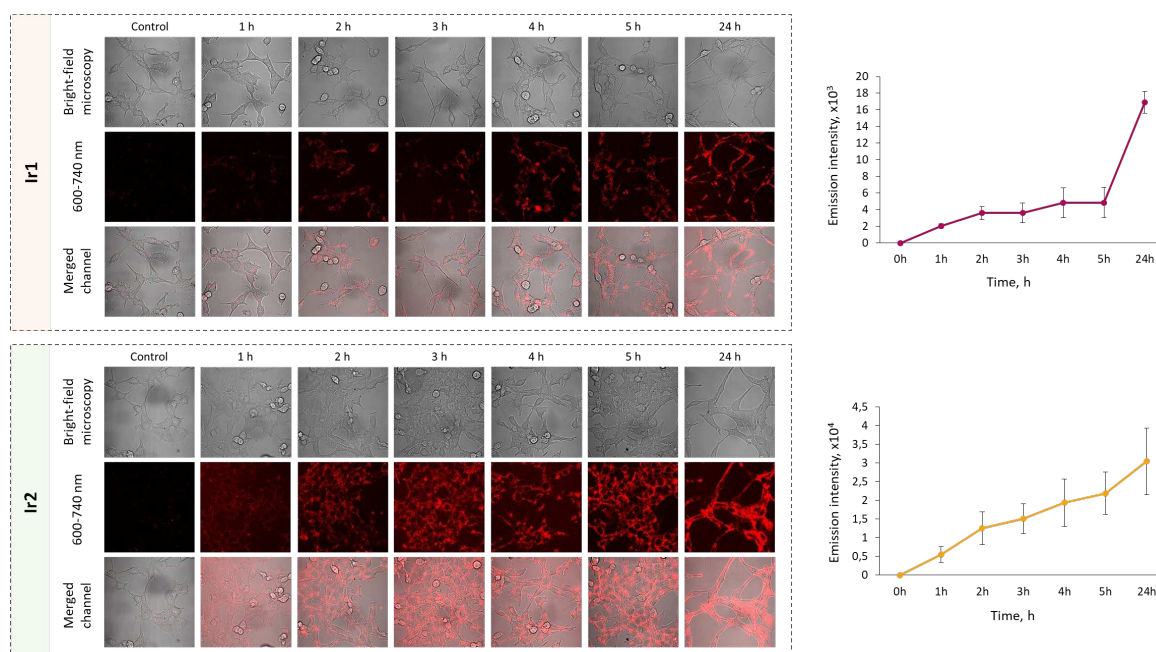 Control 1 h 2 h 3 h 4 h 5 h 24 h
Bright-field
microscopy
Ir1
600-740 nm
Merged
channel
20
18
16
14
12
10
8
6
4
2
0
Emission intensity, x10³
0h 1h 2h 3h 4h 5h 24h
Time, h
Control 1 h 2 h 3 h 4 h 5 h 24 h
Bright-field
microscopy
Ir2
600-740 nm
Merged
channel
4,5
4
3,5
3
2,5
2
1,5
1
0,5
0
Emission intensity, x10⁴
0h 1h 2h 3h 4h 5h 24h
Time, h